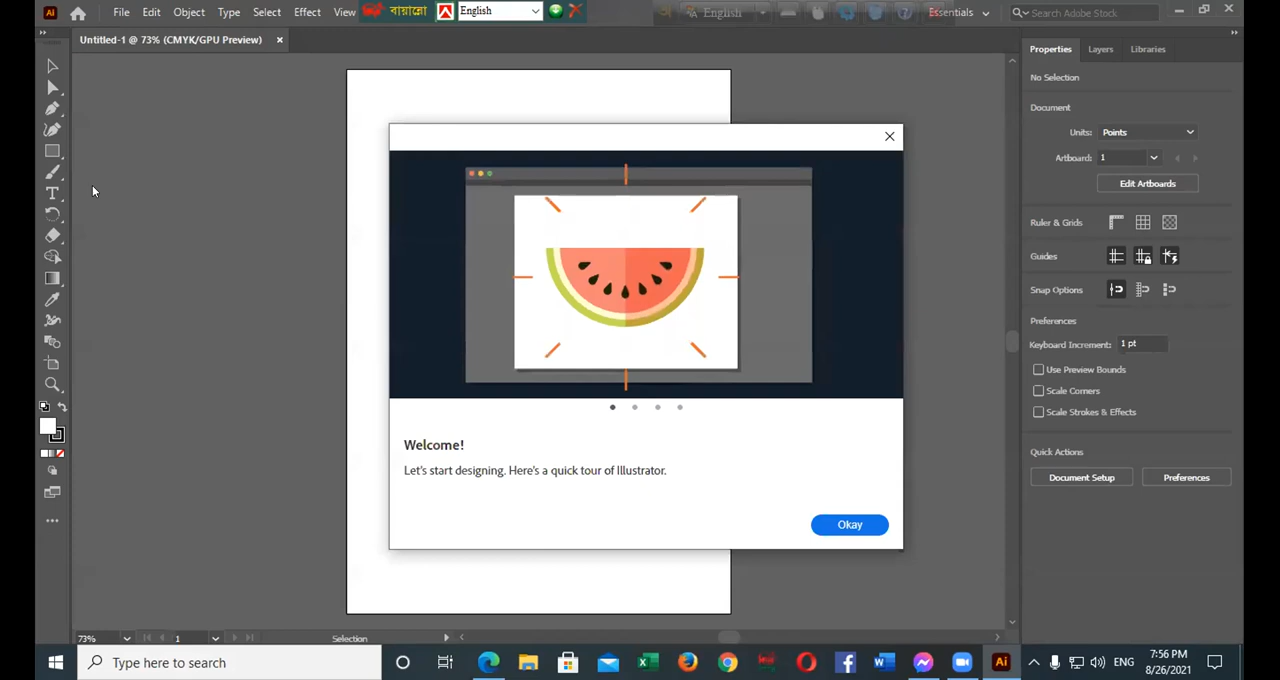 Ai File Edit Object Type Select Effect View বায়ান্নো English English Essentials Search Adobe Stock
Untitled-1 @ 73% (CMYK/GPU Preview)
Properties Layers Libraries
No Selection
Document
Units: Points
Artboard: 1
Edit Artboards
Ruler & Grids
Guides
Snap Options
Preferences
Keyboard Increment: 1 pt
Use Preview Bounds
Scale Corners
Scale Strokes & Effects
Quick Actions
Document Setup Preferences
Welcome!
Let's start designing. Here's a quick tour of Illustrator.
Okay
73% 1 Selection
Type here to search
Ai
ENG
7:56 PM
8/26/2021